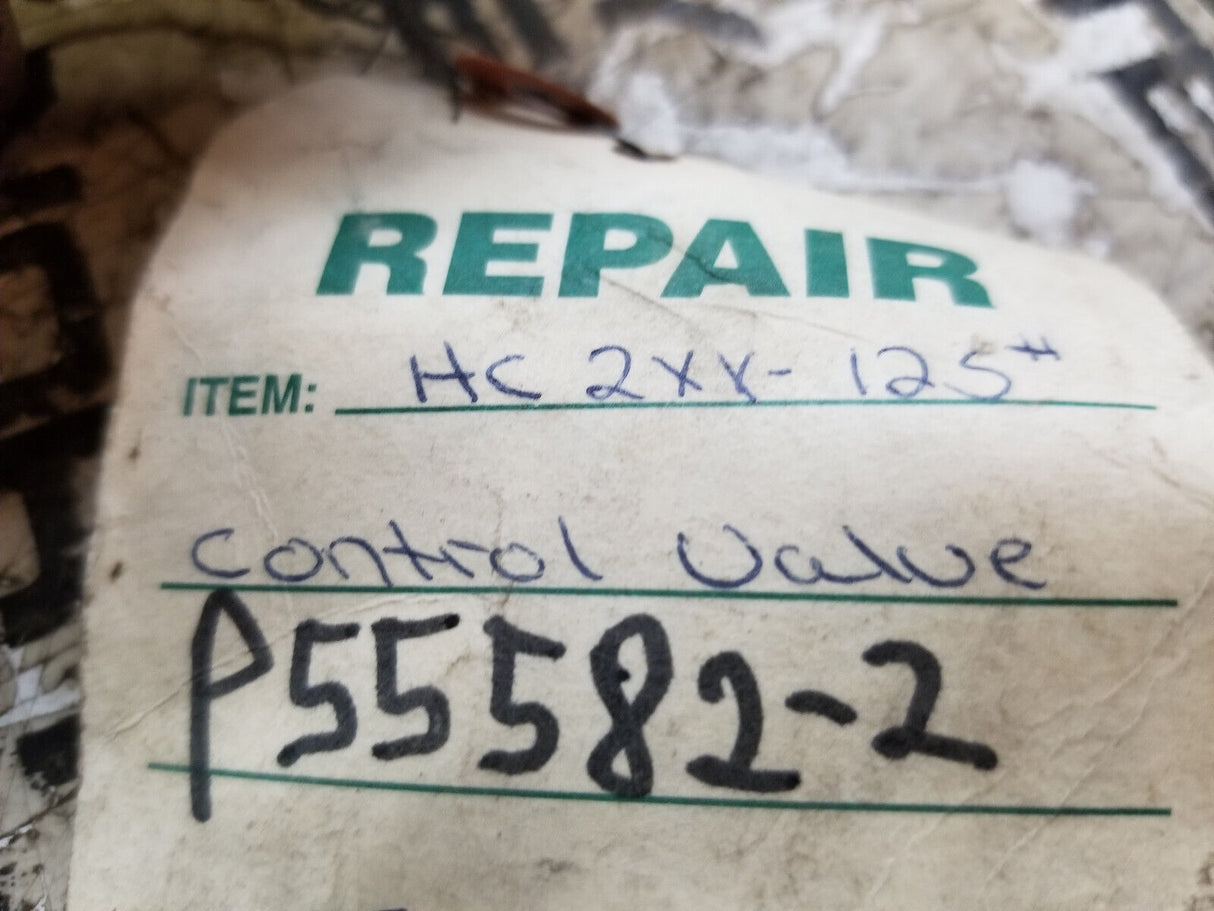 REPAIR
ITEM: HC 2XX-125#
Control Valve
P55582-2